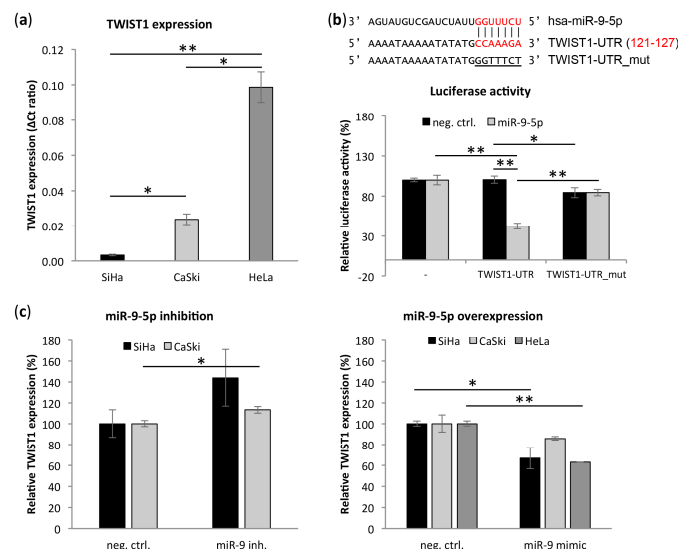 (a)
TWIST1 expression
TWIST1 expression (ΔCt ratio)
0.12
0.10
0.08
0.06
0.04
0.02
0.00
**
*
*
SiHa CaSki HeLa
(b)
3' AGUAUGUCGAUCUAUUGGUUUCU 5' hsa-miR-9-5p
5' AAAATAAAAATATATGCCAAAGA 3' TWIST1-UTR (121-127)
5' AAAATAAAAATATATGGGTTTCT 3' TWIST1-UTR_mut
Luciferase activity
Relative luciferase activity (%)
180
130
80
30
-20
neg. ctrl. miR-9-5p
*
**
**
**
- TWIST1-UTR TWIST1-UTR_mut
(c)
miR-9-5p inhibition
Relative TWIST1 expression (%)
180
160
140
120
100
80
60
40
20
0
SiHa CaSki
*
neg. ctrl. miR-9 inh.
miR-9-5p overexpression
Relative TWIST1 expression (%)
180
160
140
120
100
80
60
40
20
0
SiHa CaSki HeLa
*
**
neg. ctrl. miR-9 mimic